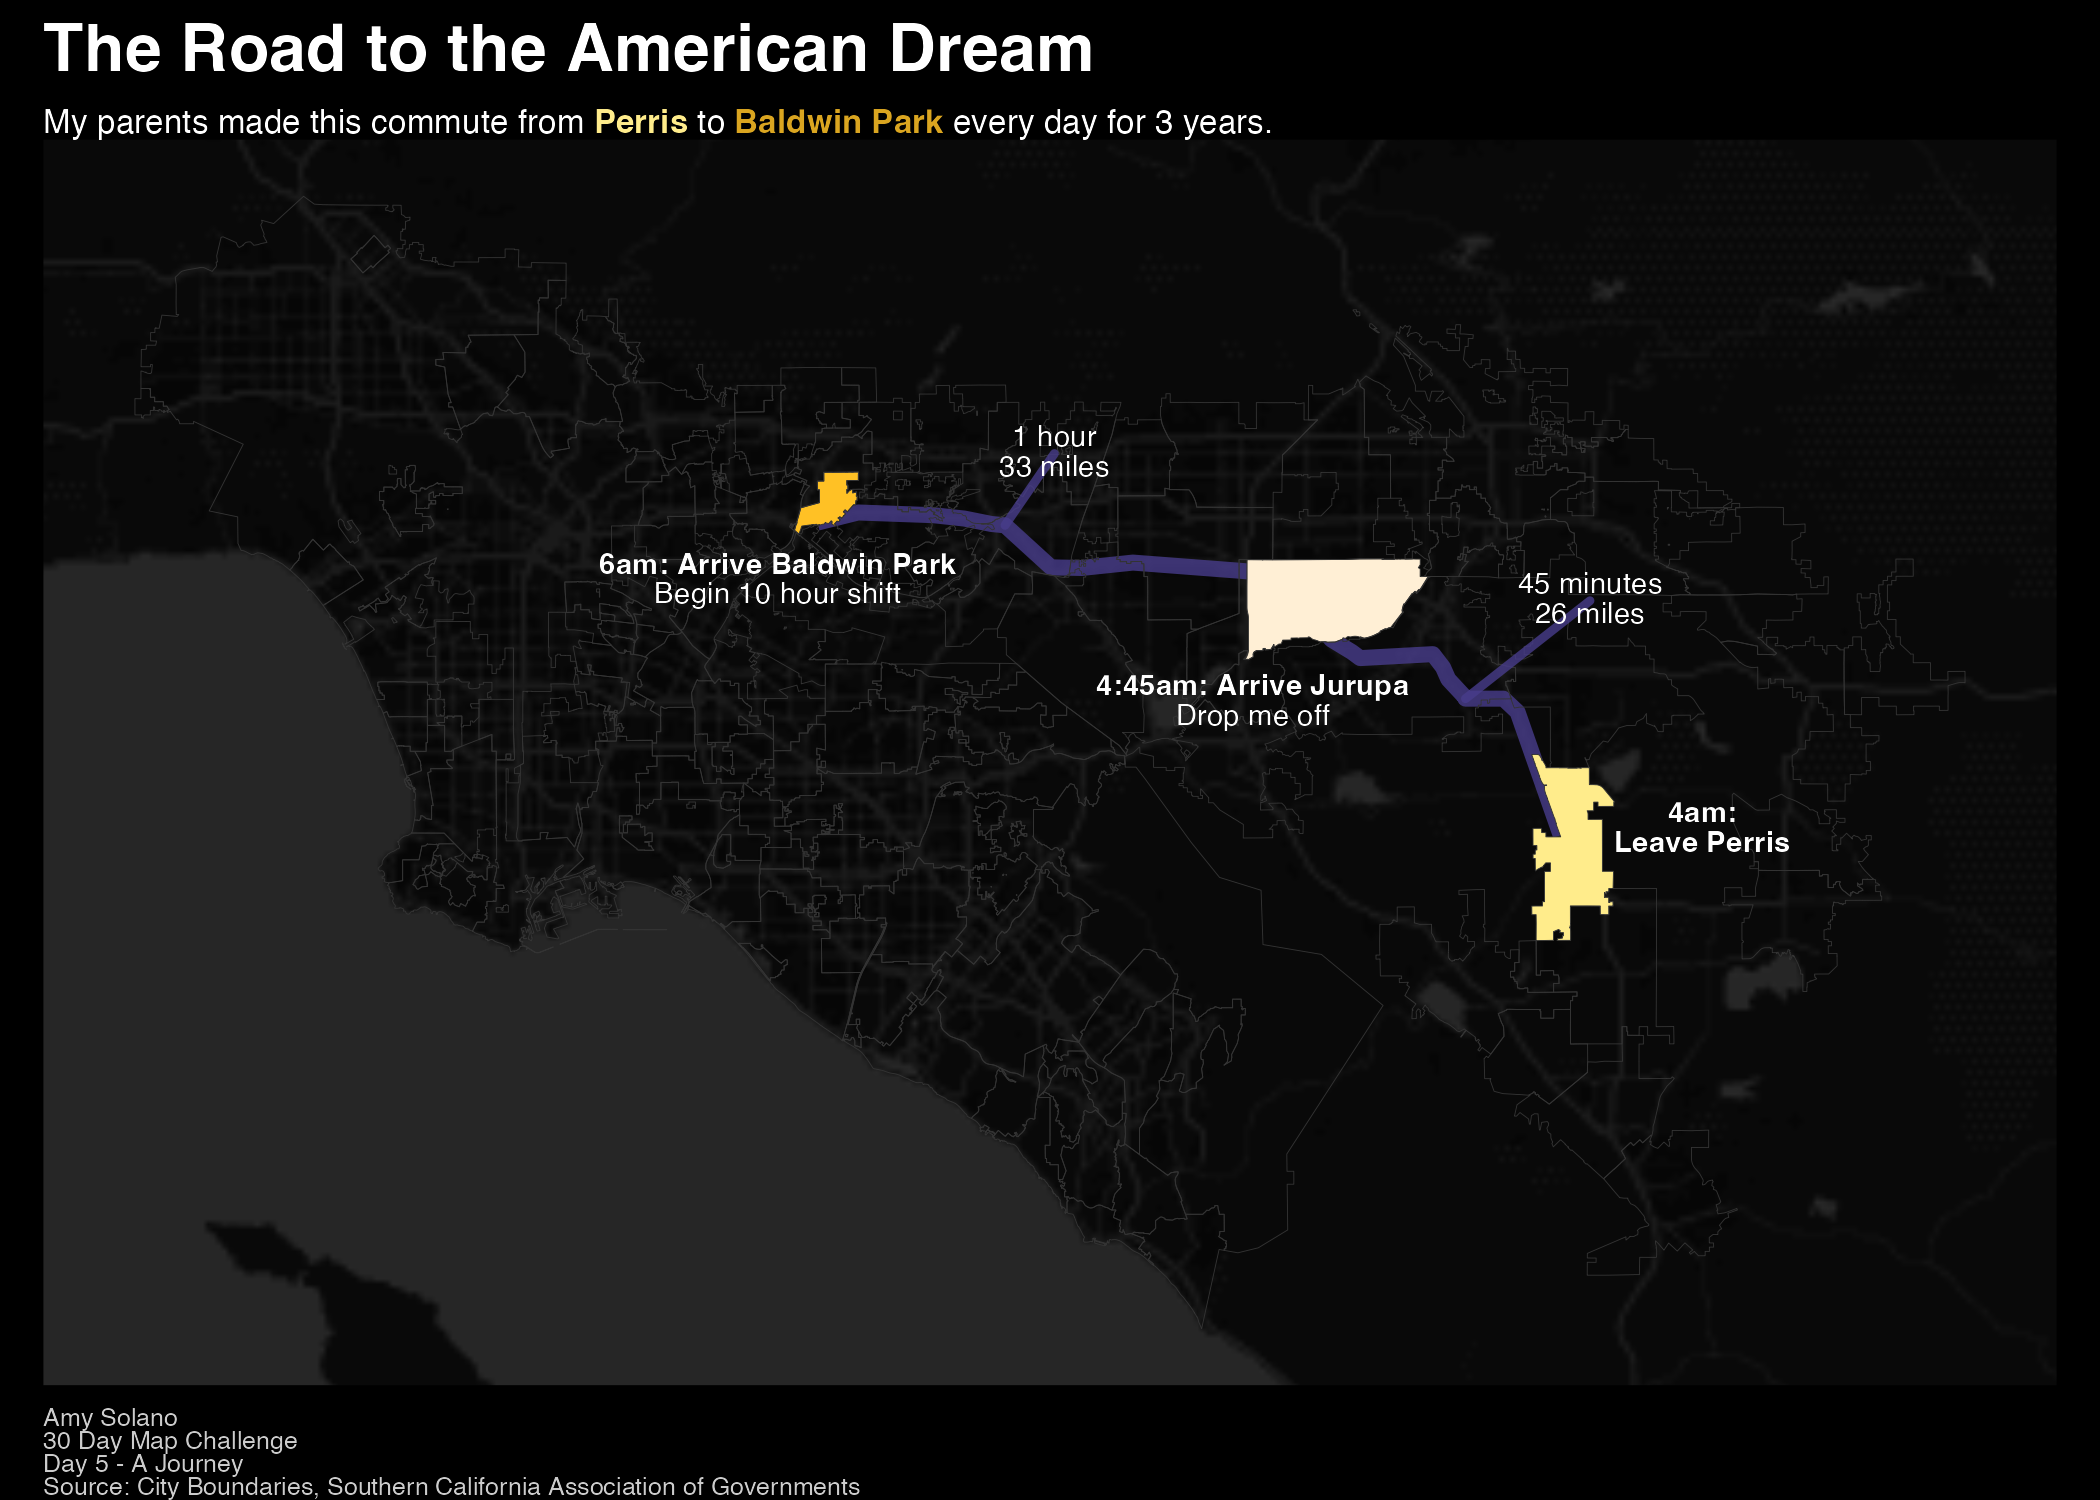 The Road to the American Dream
My parents made this commute from Perris to Baldwin Park every day for 3 years.
1 hour
33 miles
6am: Arrive Baldwin Park
Begin 10 hour shift
45 minutes
26 miles
4:45am: Arrive Jurupa
Drop me off
4am:
Leave Perris
Amy Solano
30 Day Map Challenge
Day 5 - A Journey
Source: City Boundaries, Southern California Association of Governments